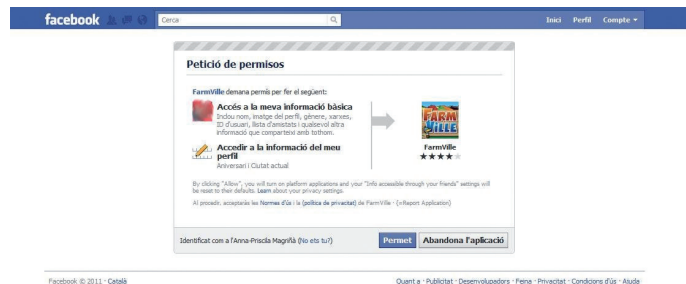 facebook Cerca Inici Perfil Compte
Petició de permisos
FarmVille demana permís per fer el següent:
Accés a la meva informació bàsica
Indou nom, imatge del perfil, gènere, xarxes,
ID d'usuari, llista d'amistats i qualsevol altra
informació que comparteixi amb tothom.
Accedir a la informació del meu
perfil
Aniversari i Ciutat actual
FARM
VILLE
FarmVille
By clicking "Allow", you will turn on platform applications and your "Info accessible through your friends" settings will
be reset to their defaults. Learn about your privacy settings.
Al procedir, acceptaràs les Normes d'ús i la (política de privacitat) de FarmVille · {=Report Application}
Identificat com a l'Anna-Priscila Magriñà (No ets tu?) Permet Abandona l'aplicació
Facebook © 2011 · Català Quant a · Publicitat · Desenvolupadors · Feina · Privacitat · Condicions d'ús · Ajuda